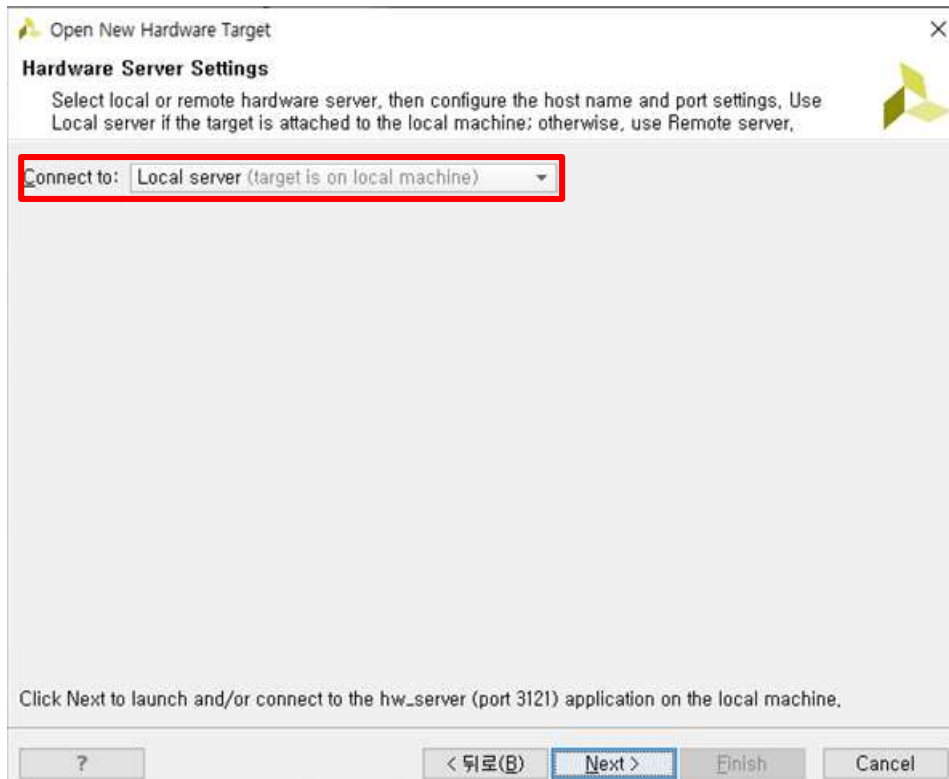 Open New Hardware Target
Hardware Server Settings
Select local or remote hardware server, then configure the host name and port settings. Use
Local server if the target is attached to the local machine; otherwise, use Remote server.
Connect to: Local server (target is on local machine)
Click Next to launch and/or connect to the hw_server (port 3121) application on the local machine.
? < 뒤로(B) Next > Finish Cancel